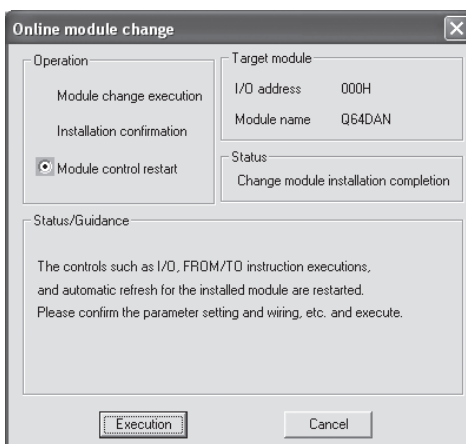 Online module change
Operation
Module change execution
Installation confirmation
Module control restart
Target module
I/O address 000H
Module name Q64DAN
Status
Change module installation completion
Status/Guidance
The controls such as I/O, FROM/TO instruction executions,
and automatic refresh for the installed module are restarted.
Please confirm the parameter setting and wiring, etc. and execute.
Execution
Cancel